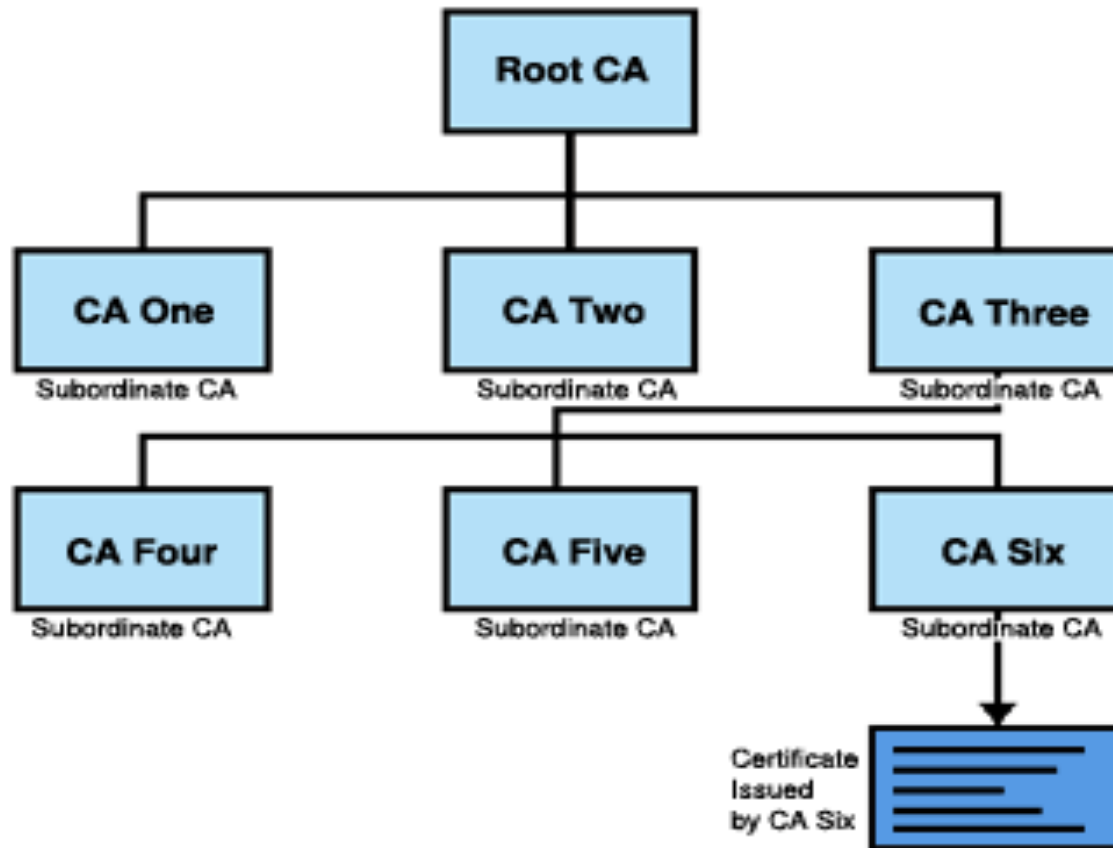 Root CA
CA One
CA Two
CA Three
Subordinate CA
Subordinate CA
Subordinate CA
CA Four
CA Five
CA Six
Subordinate CA
Subordinate CA
Subordinate CA
Certificate
Issued
by CA Six